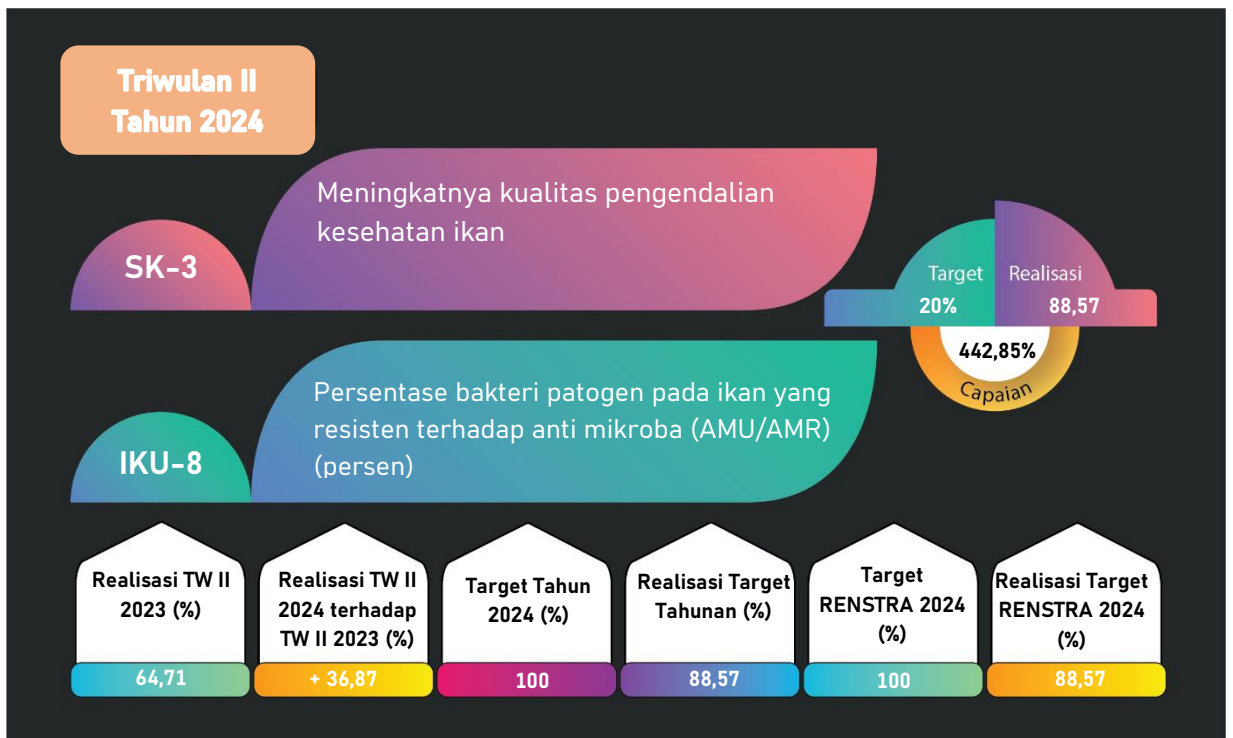 Triwulan II
Tahun 2024
Meningkatnya kualitas pengendalian
kesehatan ikan
SK-3
Target
Realisasi
20%
88,57
442,85%
Capaian
Persentase bakteri patogen pada ikan yang
resisten terhadap anti mikroba (AMU/AMR)
(persen)
IKU-8
Realisasi TW II
2023 (%)
64,71
Realisasi TW II
2024 terhadap
TW II 2023 (%)
+ 36,87
Target Tahun
2024 (%)
100
Realisasi Target
Tahunan (%)
88,57
Target
RENSTRA 2024
(%)
100
Realisasi Target
RENSTRA 2024
(%)
88,57